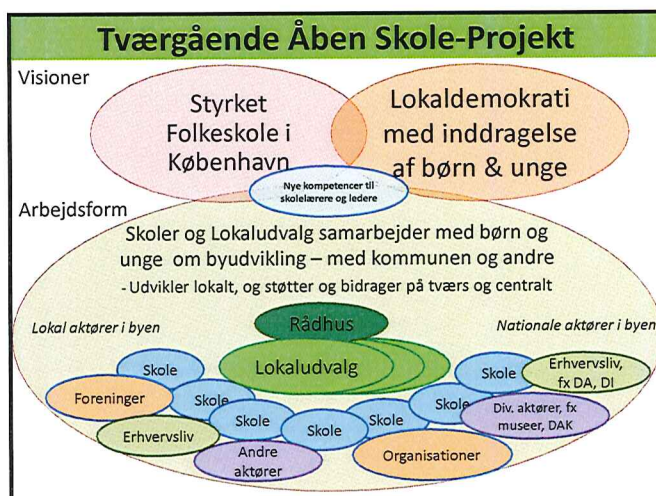 Tværgående Åben Skole-Projekt
Visioner
Styrket
Folkeskole i
København
Lokaldemokrati
med inddragelse
af børn & unge
Nye kompetencer til
skolelærere og ledere
Arbejdsform
Skoler og Lokaludvalg samarbejder med børn og
unge om byudvikling – med kommunen og andre
- Udvikler lokalt, og støtter og bidrager på tværs og centralt
Lokal aktører i byen
Rådhus
Nationale aktører i byen
Lokaludvalg
Skole
Skole
Erhvervsliv,
fx DA, DI
Foreninger
Skole
Skole
Div. aktører, fx
museer, DAK
Erhvervsliv
Skole
Skole
Skole
Andre
aktører
Organisationer